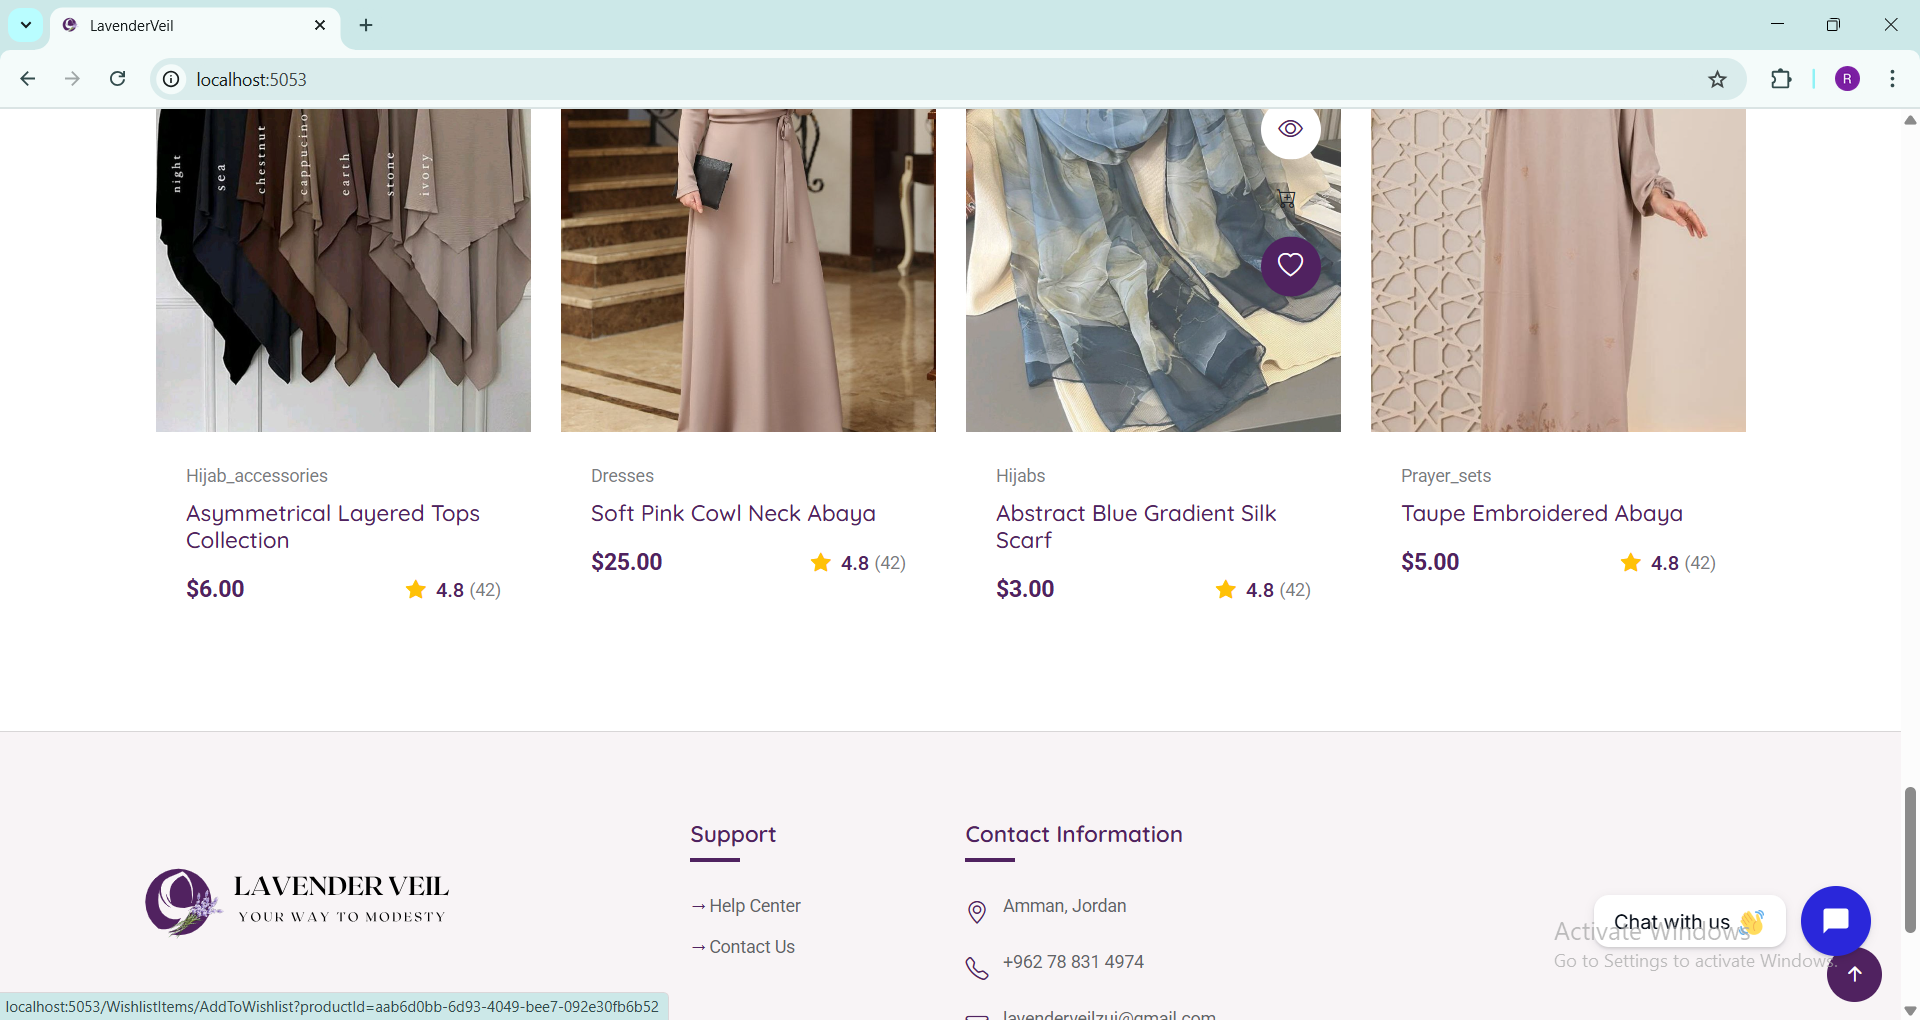 LavenderVeil
localhost:5053
R
night
sea
chestnut
cappucino
earth
stone
ivory
Hijab_accessories
Asymmetrical Layered Tops
Collection
$6.00
4.8 (42)
Dresses
Soft Pink Cowl Neck Abaya
$25.00
4.8 (42)
Hijabs
Abstract Blue Gradient Silk
Scarf
$3.00
4.8 (42)
Prayer_sets
Taupe Embroidered Abaya
$5.00
4.8 (42)
LAVENDER VEIL
YOUR WAY TO MODESTY
Support
→Help Center
→Contact Us
Contact Information
Amman, Jordan
+962 78 831 4974
lavenderveilzuj@gmail.com
Chat with us 👋
Activate Windows
Go to Settings to activate Windows.
localhost:5053/WishlistItems/AddToWishlist?productId=aab6d0bb-6d93-4049-bee7-092e30fb6b52